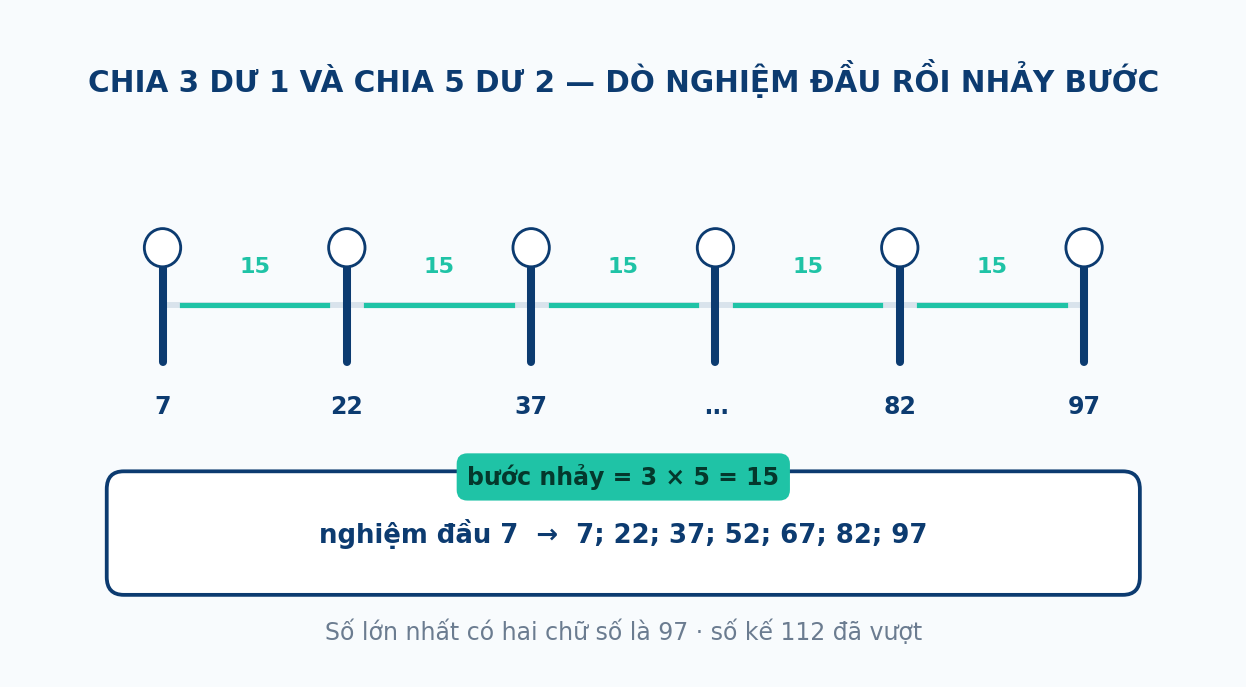 CHIA 3 DƯ 1 VÀ CHIA 5 DƯ 2 — DÒ NGHIỆM ĐẦU RỒI NHẢY BƯỚC
15 15 15 15 15
7 22 37 ... 82 97
bước nhảy = 3 × 5 = 15
nghiệm đầu 7 → 7; 22; 37; 52; 67; 82; 97
Số lớn nhất có hai chữ số là 97 · số kế 112 đã vượt